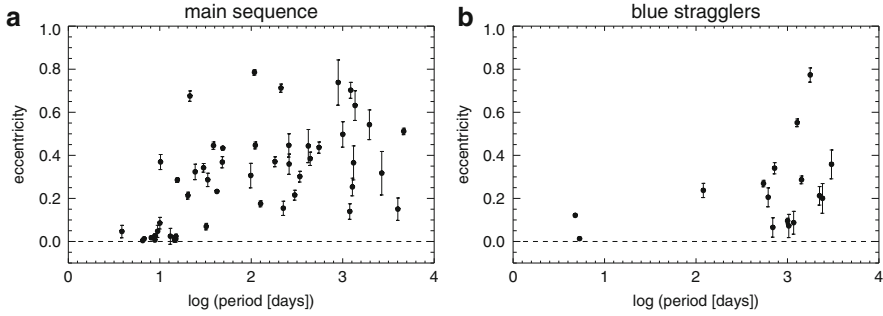 a
main sequence
1.0
0.8
0.6
0.4
0.2
0.0
eccentricity
0
1
2
3
4
log (period [days])
b
blue stragglers
1.0
0.8
0.6
0.4
0.2
0.0
eccentricity
0
1
2
3
4
log (period [days])